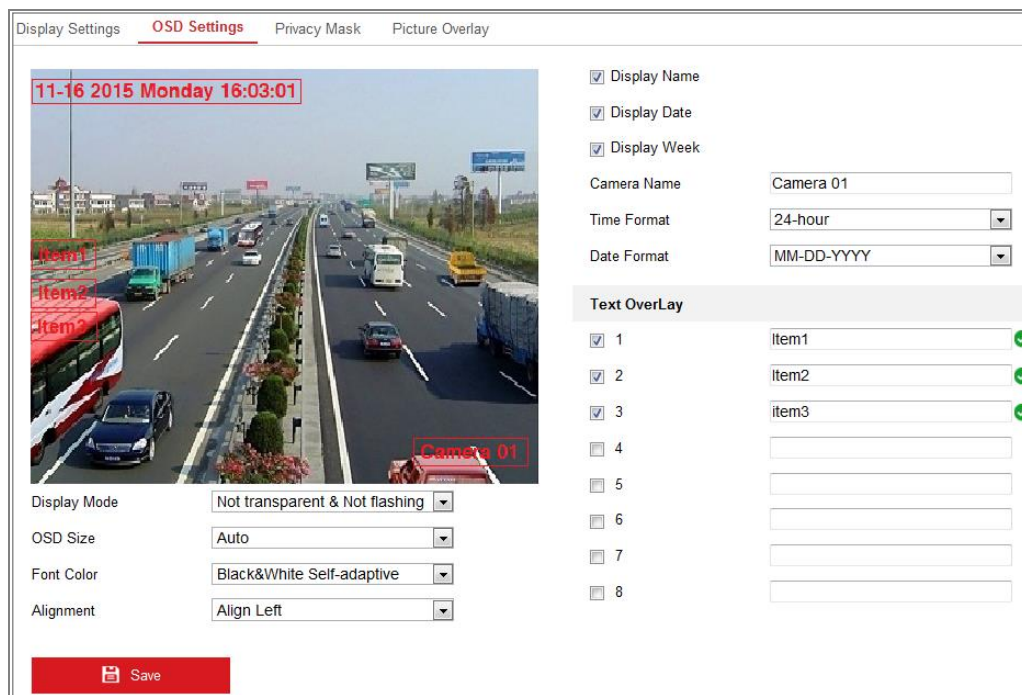 Display Settings OSD Settings Privacy Mask Picture Overlay
11-16 2015 Monday 16:03:01
Item1
Item2
Item3
Camera 01
Display Mode Not transparent & Not flashing
OSD Size Auto
Font Color Black&White Self-adaptive
Alignment Align Left
Save
Display Name
Display Date
Display Week
Camera Name Camera 01
Time Format 24-hour
Date Format MM-DD-YYYY
Text OverLay
1 Item1
2 Item2
3 item3
4
5
6
7
8